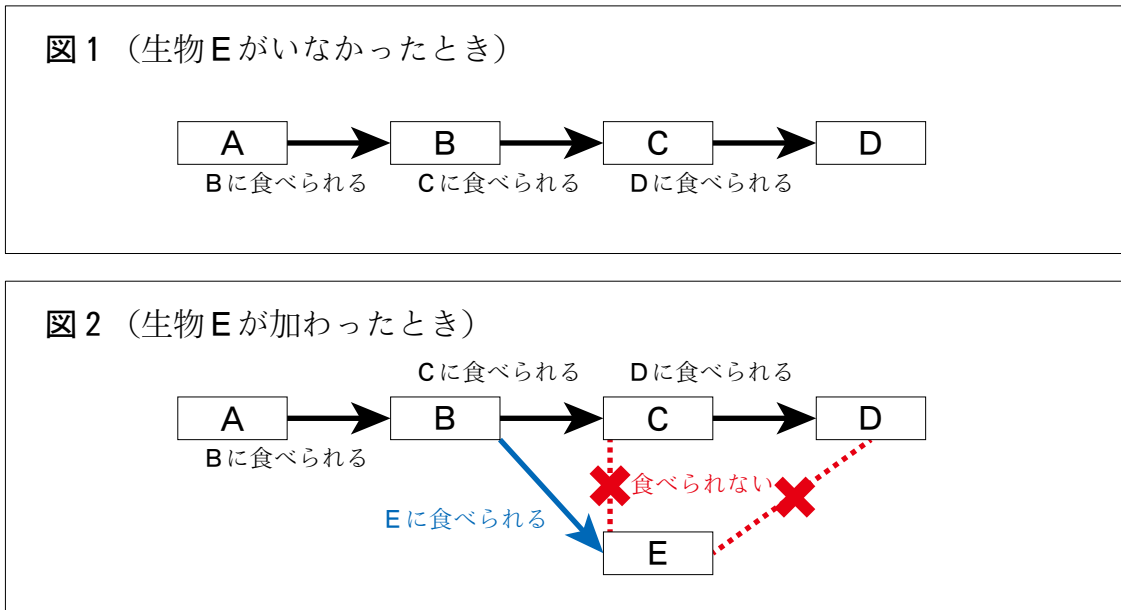 図1（生物Eがいなかったとき）
A B C D
Bに食べられる Cに食べられる Dに食べられる
図2（生物Eが加わったとき）
Cに食べられる Dに食べられる
A B C D
Bに食べられる
食べられない
Eに食べられる
E